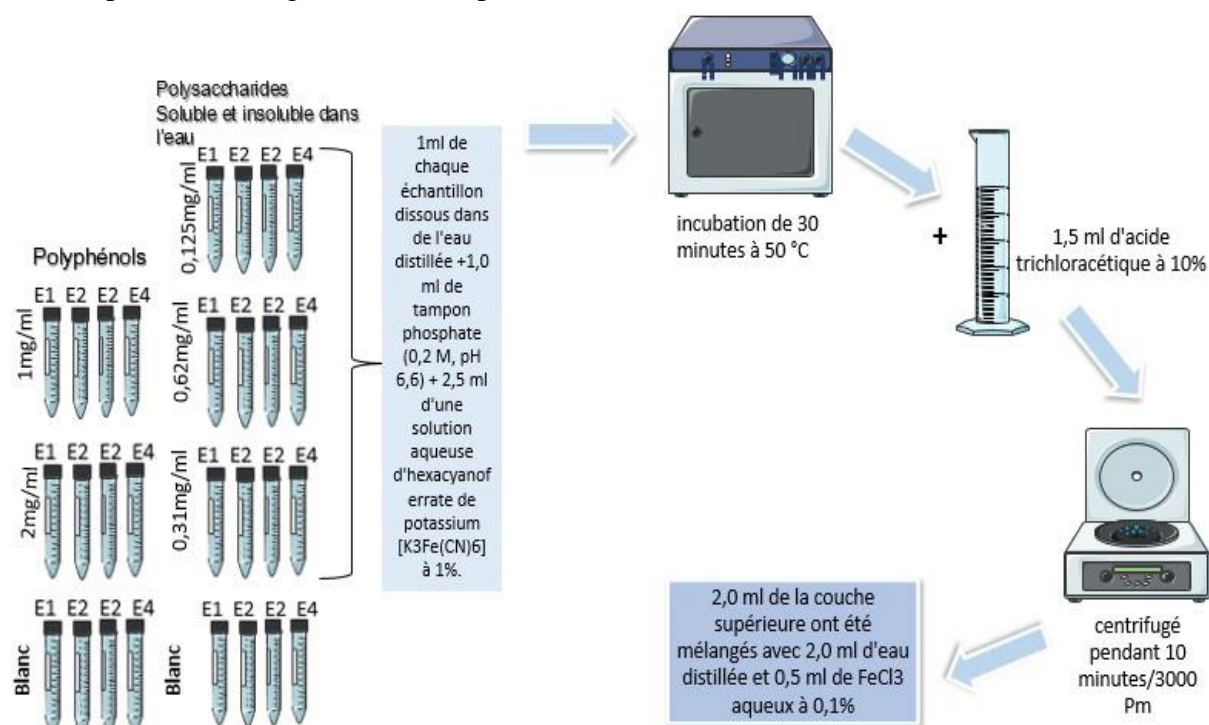 Polysaccharides
Soluble et insoluble dans
l'eau
E1 E2 E2 E4
0,125mg/ml
Polyphénols
E1 E2 E2 E4
1mg/ml
E1 E2 E2 E4
0,62mg/ml
E1 E2 E2 E4
2mg/ml
E1 E2 E2 E4
0,31mg/ml
E1 E2 E2 E4
Blanc
E1 E2 E2 E4
Blanc
1ml de
chaque
échantillon
dissous dans
de l'eau
distillée +1,0
ml de
tampon
phosphate
(0,2 M, pH
6,6) + 2,5 ml
d'une
solution
aqueuse
d'hexacyanof
errate de
potassium
[K3Fe(CN)6]
à 1%.
incubation de 30
minutes à 50 °C
+
1,5 ml d'acide
trichloracétique à 10%
centrifugé
pendant 10
minutes/3000
Pm
2,0 ml de la couche
supérieure ont été
mélangés avec 2,0 ml d'eau
distillée et 0,5 ml de FeCl3
aqueux à 0,1%